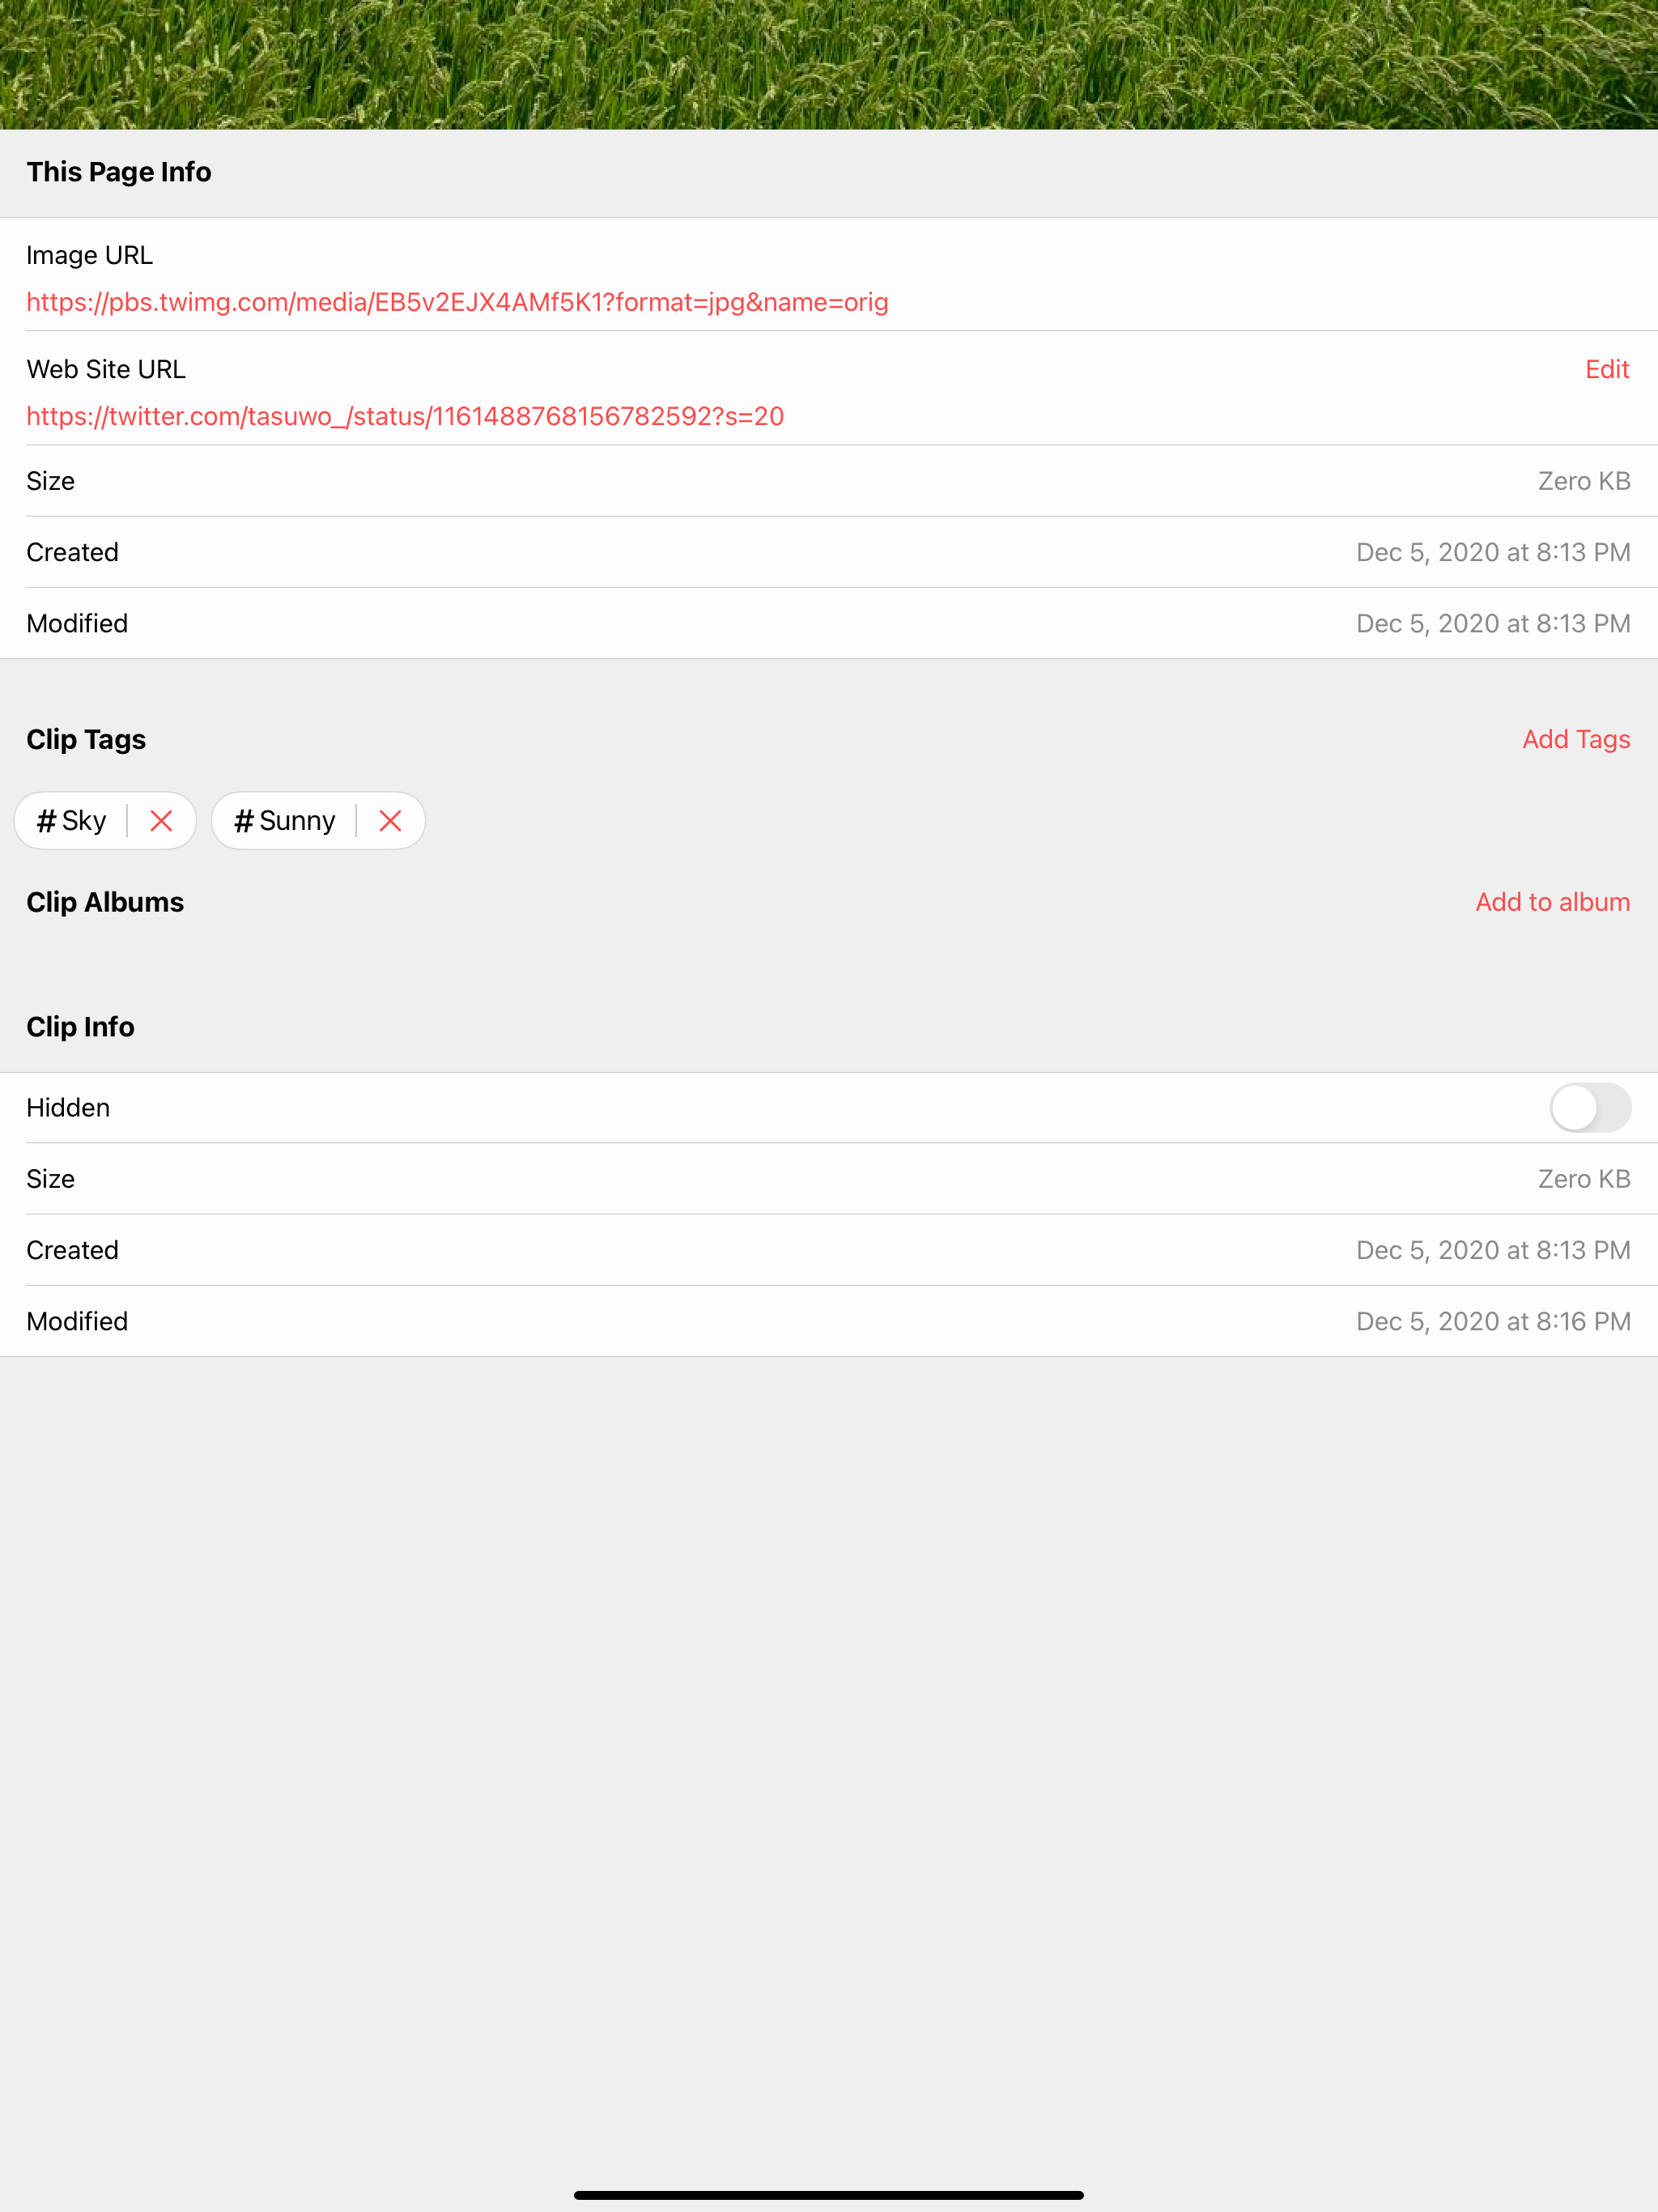 This Page Info
Image URL
https://pbs.twimg.com/media/EB5v2EJX4AMf5K1?format=jpg&name=orig
Web Site URL Edit
https://twitter.com/tasuwo_/status/1161488768156782592?s=20
Size Zero KB
Created Dec 5, 2020 at 8:13 PM
Modified Dec 5, 2020 at 8:13 PM
Clip Tags Add Tags
# Sky # Sunny
Clip Albums Add to album
Clip Info
Hidden
Size Zero KB
Created Dec 5, 2020 at 8:13 PM
Modified Dec 5, 2020 at 8:16 PM